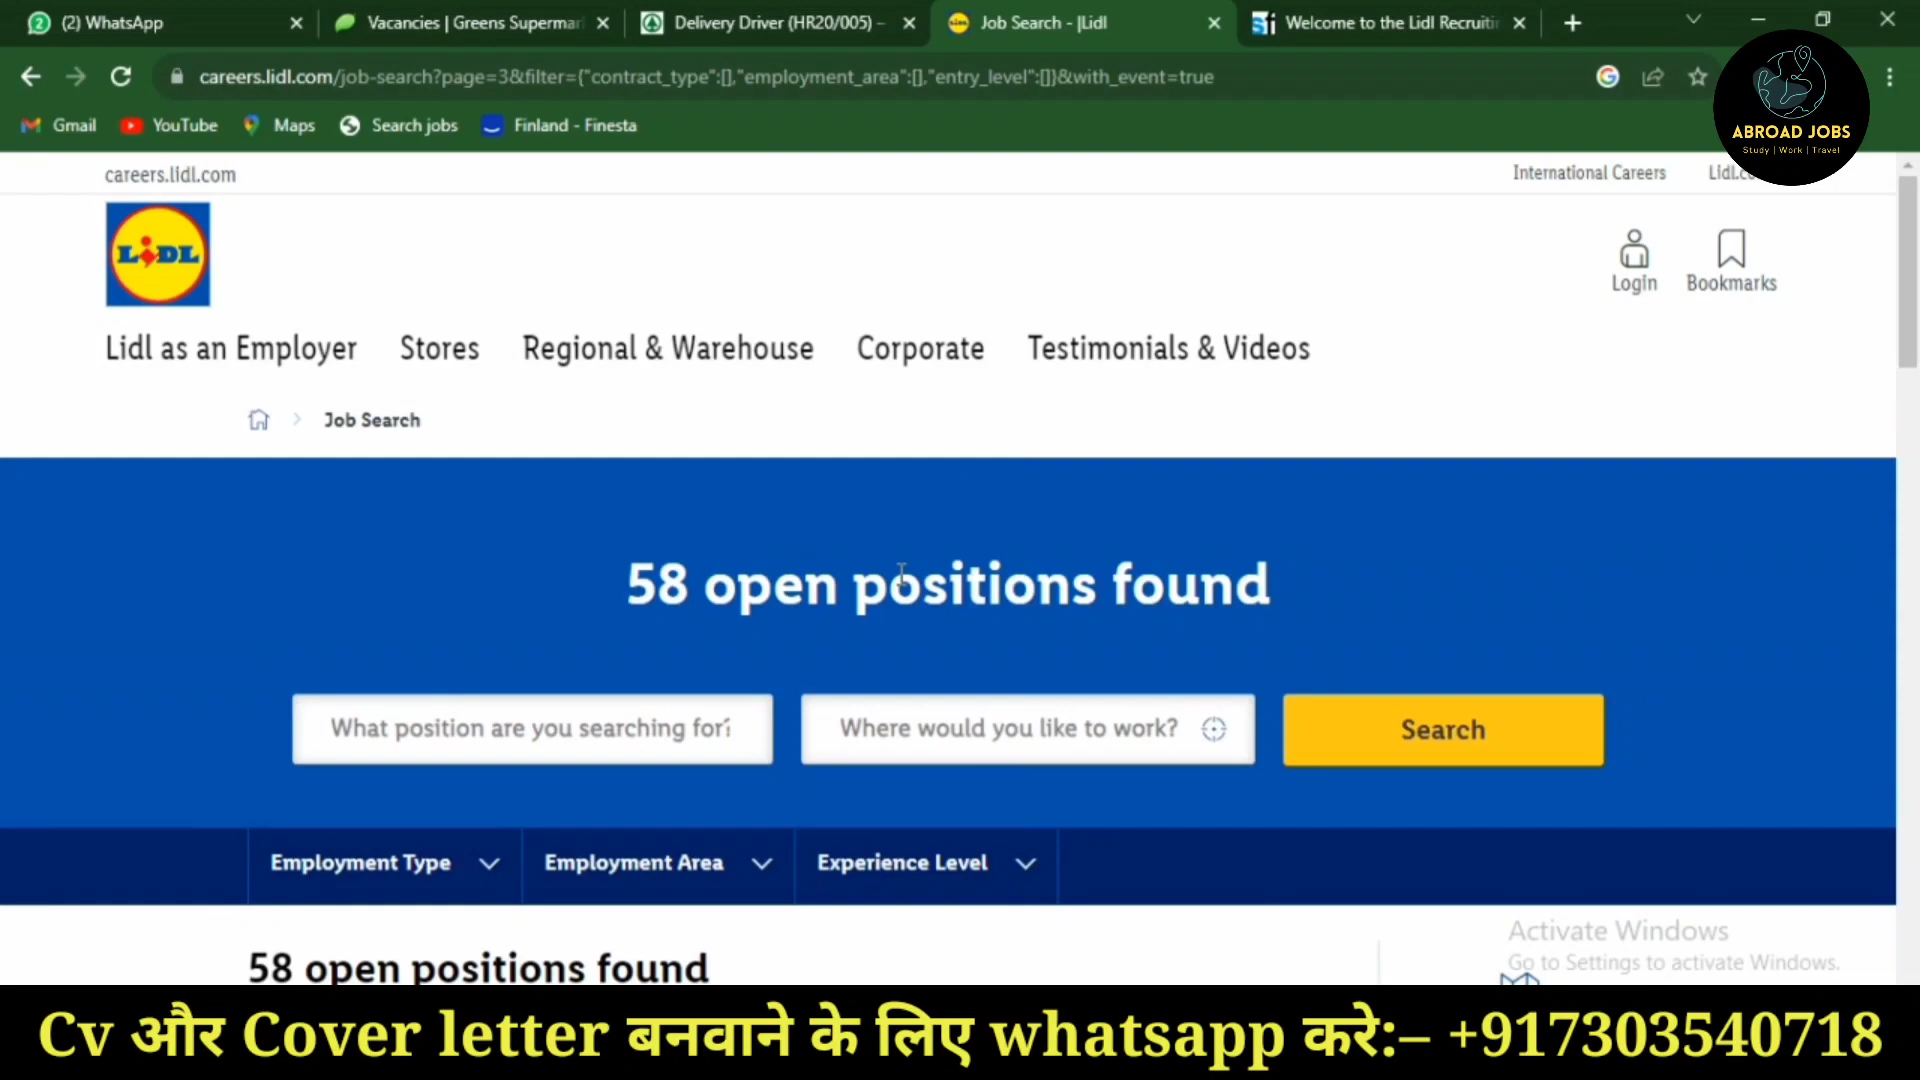 (2) WhatsApp
Vacancies | Greens Supermar
Delivery Driver (HR20/005) –
Job Search - |Lidl
Welcome to the Lidl Recruitin
careers.lidl.com/job-search?page=3&filter={"contract_type":[],"employment_area":[],"entry_level":[]}&with_event=true
Gmail
YouTube
Maps
Search jobs
Finland - Finesta
ABROAD JOBS
Study | Work | Travel
careers.lidl.com
International Careers
LIDL
Login
Bookmarks
Lidl as an Employer
Stores
Regional & Warehouse
Corporate
Testimonials & Videos
Job Search
58 open positions found
What position are you searching for?
Where would you like to work?
Search
Employment Type
Employment Area
Experience Level
58 open positions found
Activate Windows
Go to Settings to activate Windows.
Cv और Cover letter बनवाने के लिए whatsapp करे:– +917303540718